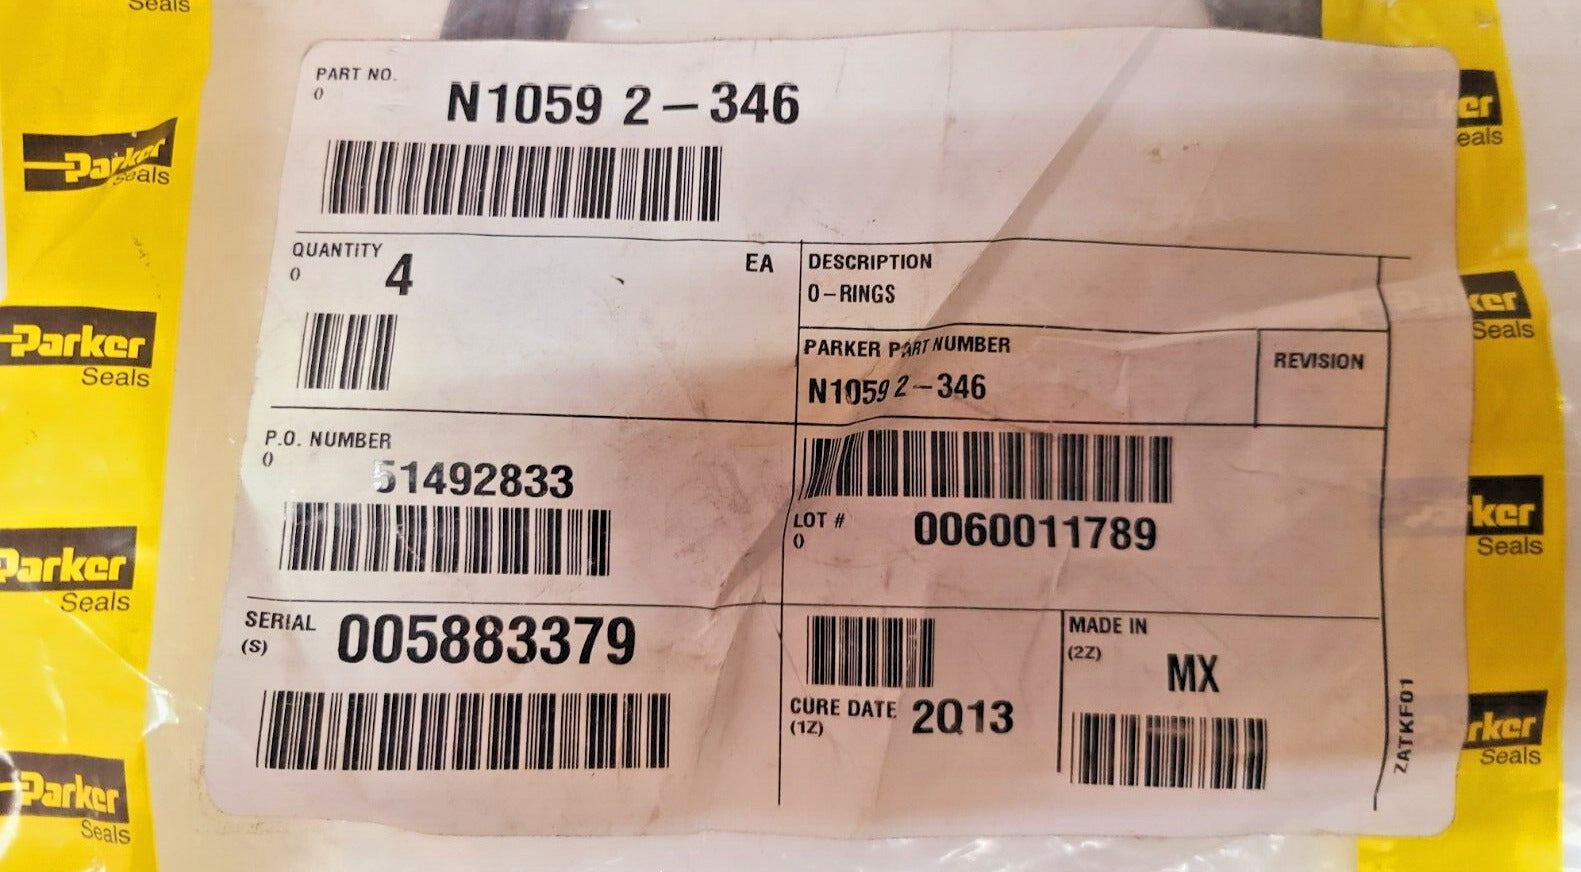 Seals
Parker
Seals
Parker
Seals
Parker
Seals
Parker
Seals
PART NO.
0
N1059 2-346
QUANTITY
0
4
EA
DESCRIPTION
O-RINGS
PARKER PART NUMBER
N1059 2-346
REVISION
P.O. NUMBER
0
51492833
LOT #
0
0060011789
SERIAL
(S)
005883379
CURE DATE
(1Z)
2Q13
MADE IN
(2Z)
MX
ZATKF01
Parker
Seals
Parker
Seals
Parker
Seals
Parker
Seals